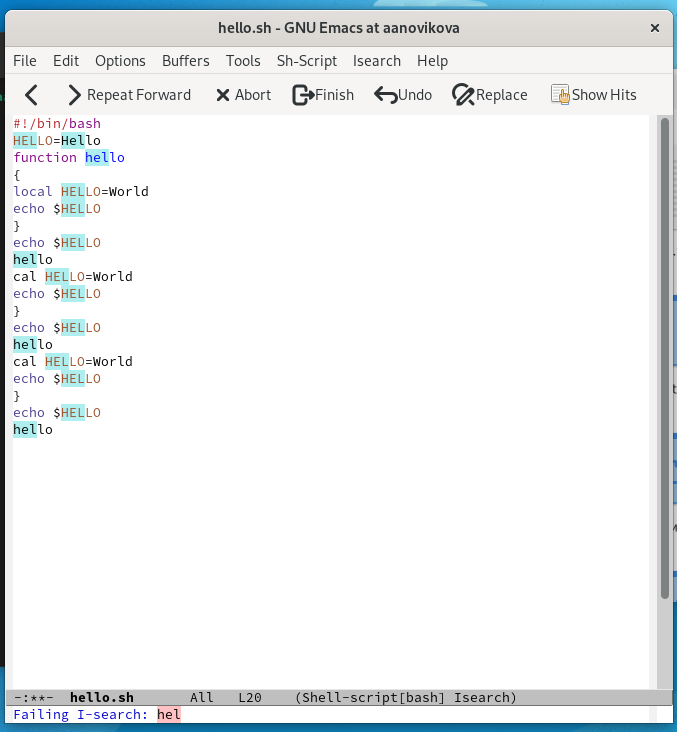 hello.sh - GNU Emacs at aanovikova
File Edit Options Buffers Tools Sh-Script Isearch Help
Repeat Forward Abort Finish Undo Replace Show Hits
#!/bin/bash
HELLO=Hello
function hello
{
local HELLO=World
echo $HELLO
}
echo $HELLO
hello
cal HELLO=World
echo $HELLO
}
echo $HELLO
hello
cal HELLO=World
echo $HELLO
}
echo $HELLO
hello
-:**- hello.sh All L20 (Shell-script[bash] Isearch)
Failing I-search: hel